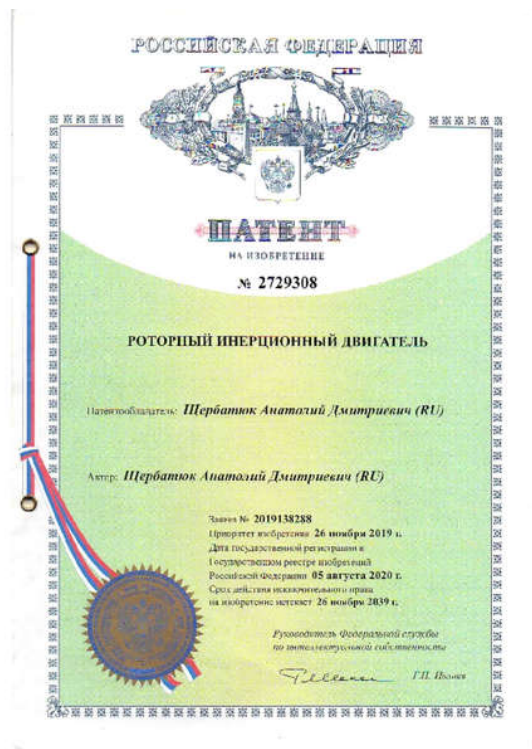 РОССИЙСКАЯ ФЕДЕРАЦИЯ
ПАТЕНТ
НА ИЗОБРЕТЕНИЕ
№ 2729308
РОТОРНЫЙ ИНЕРЦИОННЫЙ ДВИГАТЕЛЬ
Патентообладатель: Щербатюк Анатолий Дмитриевич (RU)
Автор: Щербатюк Анатолий Дмитриевич (RU)
Заявка № 2019138288
Приоритет изобретения 26 ноября 2019 г.
Дата государственной регистрации в
Государственном реестре изобретений
Российской Федерации 05 августа 2020 г.
Срок действия исключительного права
на изобретение истекает 26 ноября 2039 г.
Руководитель Федеральной службы
по интеллектуальной собственности
Г.П. Ивлиев